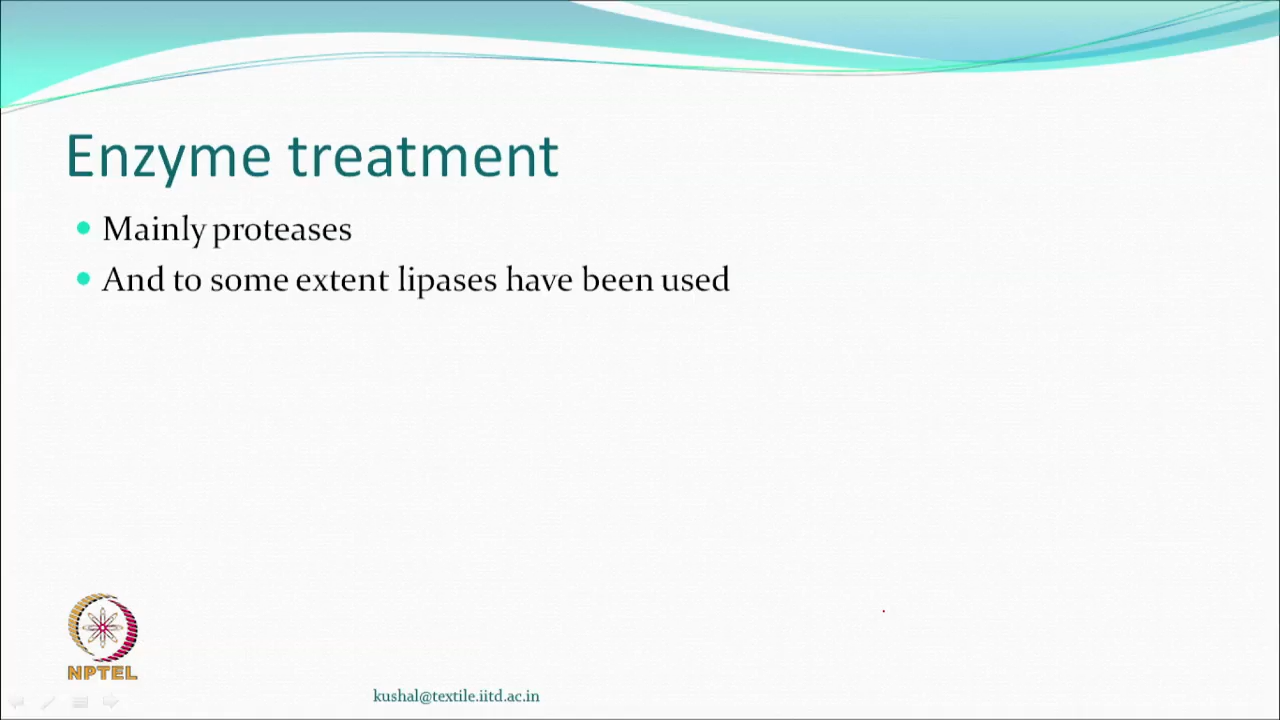 Enzyme treatment
Mainly proteases
And to some extent lipases have been used
NPTEL
kushal@textile.iitd.ac.in